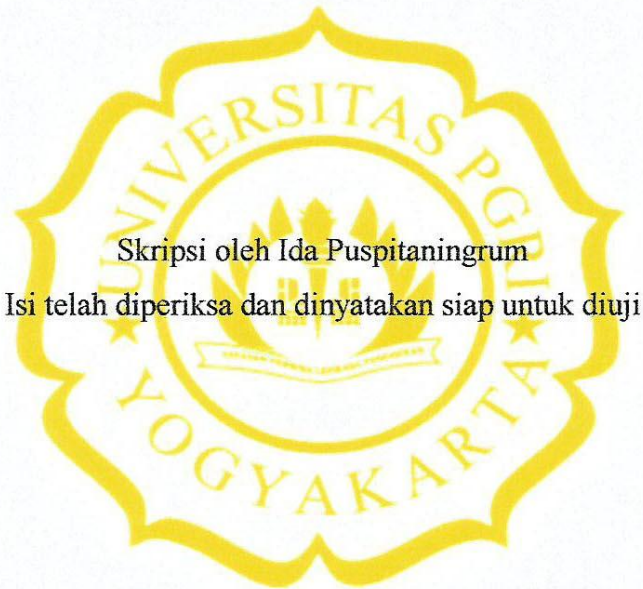 UNIVERSITAS PGRI
Skripsi oleh Ida Puspitaningrum
Isi telah diperiksa dan dinyatakan siap untuk diuji
YOGYAKARTA